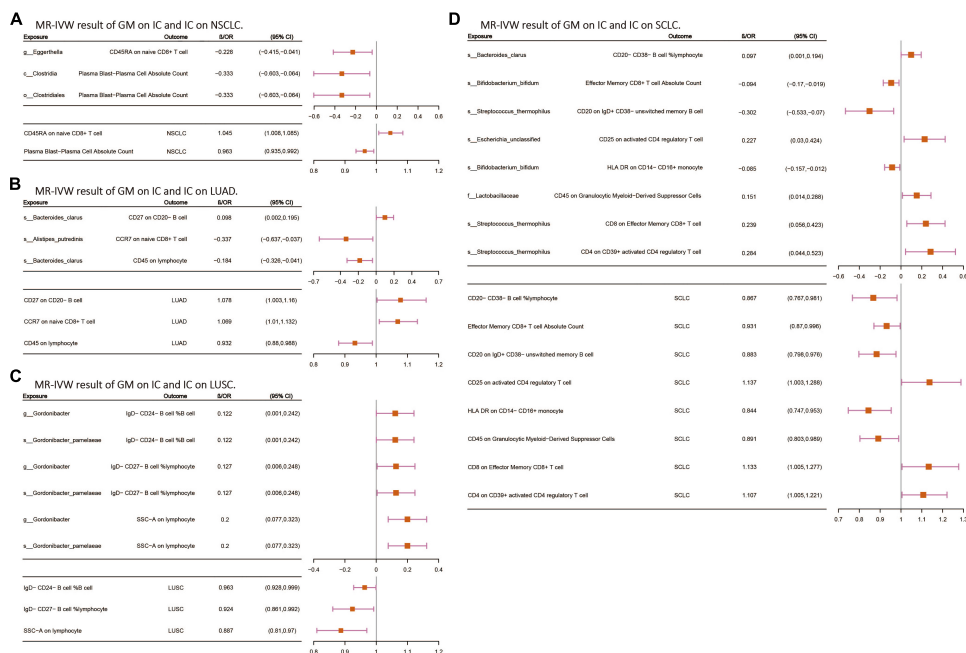 A
MR-IVW result of GM on IC and IC on NSCLC.
Exposure Outcome ß/OR (95% CI)
g__Eggerthella CD45RA on naive CD8+ T cell −0.228 (−0.415,−0.041)
c__Clostridia Plasma Blast−Plasma Cell Absolute Count −0.333 (−0.603,−0.064)
o__Clostridiales Plasma Blast−Plasma Cell Absolute Count −0.333 (−0.603,−0.064)
−0.6 −0.4 −0.2 0 0.2 0.4 0.6
CD45RA on naive CD8+ T cell NSCLC 1.045 (1.008,1.085)
Plasma Blast−Plasma Cell Absolute Count NSCLC 0.963 (0.935,0.992)
0.8 0.9 1 1.1 1.2
B
MR-IVW result of GM on IC and IC on LUAD.
Exposure Outcome ß/OR (95% CI)
s__Bacteroides_clarus CD27 on CD20− B cell 0.098 (0.002,0.195)
s__Alistipes_putredinis CCR7 on naive CD8+ T cell −0.337 (−0.637,−0.037)
s__Bacteroides_clarus CD45 on lymphocyte −0.184 (−0.326,−0.041)
−0.7 −0.5 −0.2 0 0.2 0.5 0.7
CD27 on CD20− B cell LUAD 1.078 (1.003,1.16)
CCR7 on naive CD8+ T cell LUAD 1.069 (1.01,1.132)
CD45 on lymphocyte LUAD 0.932 (0.88,0.988)
0.8 0.9 1 1.1 1.2
C
MR-IVW result of GM on IC and IC on LUSC.
Exposure Outcome ß/OR (95% CI)
g__Gordonibacter IgD− CD24− B cell %B cell 0.122 (0.001,0.242)
s__Gordonibacter_pamelaeae IgD− CD24− B cell %B cell 0.122 (0.001,0.242)
g__Gordonibacter IgD− CD27− B cell %lymphocyte 0.127 (0.006,0.248)
s__Gordonibacter_pamelaeae IgD− CD27− B cell %lymphocyte 0.127 (0.006,0.248)
g__Gordonibacter SSC−A on lymphocyte 0.2 (0.077,0.323)
s__Gordonibacter_pamelaeae SSC−A on lymphocyte 0.2 (0.077,0.323)
−0.4 −0.2 0 0.2 0.4
IgD− CD24− B cell %B cell LUSC 0.963 (0.928,0.999)
IgD− CD27− B cell %lymphocyte LUSC 0.924 (0.861,0.992)
SSC−A on lymphocyte LUSC 0.887 (0.81,0.97)
0.8 0.9 1 1.1 1.2
D
MR-IVW result of GM on IC and IC on SCLC.
Exposure Outcome ß/OR (95% CI)
s__Bacteroides_clarus CD20− CD38− B cell %lymphocyte 0.097 (0.001,0.194)
s__Bifidobacterium_bifidum Effector Memory CD8+ T cell Absolute Count −0.094 (−0.17,−0.019)
s__Streptococcus_thermophilus CD20 on IgD+ CD38− unswitched memory B cell −0.302 (−0.533,−0.07)
s__Escherichia_unclassified CD25 on activated CD4 regulatory T cell 0.227 (0.03,0.424)
s__Bifidobacterium_bifidum HLA DR on CD14− CD16+ monocyte −0.085 (−0.157,−0.012)
f__Lactobacillaceae CD45 on Granulocytic Myeloid−Derived Suppressor Cells 0.151 (0.014,0.288)
s__Streptococcus_thermophilus CD8 on Effector Memory CD8+ T cell 0.239 (0.056,0.423)
s__Streptococcus_thermophilus CD4 on CD39+ activated CD4 regulatory T cell 0.284 (0.044,0.523)
−0.6 −0.4 −0.2 0 0.2 0.4 0.6
CD20− CD38− B cell %lymphocyte SCLC 0.867 (0.767,0.981)
Effector Memory CD8+ T cell Absolute Count SCLC 0.931 (0.87,0.996)
CD20 on IgD+ CD38− unswitched memory B cell SCLC 0.883 (0.798,0.976)
CD25 on activated CD4 regulatory T cell SCLC 1.137 (1.003,1.288)
HLA DR on CD14− CD16+ monocyte SCLC 0.844 (0.747,0.953)
CD45 on Granulocytic Myeloid−Derived Suppressor Cells SCLC 0.891 (0.803,0.989)
CD8 on Effector Memory CD8+ T cell SCLC 1.133 (1.005,1.277)
CD4 on CD39+ activated CD4 regulatory T cell SCLC 1.107 (1.005,1.221)
0.7 0.8 0.9 1 1.1 1.2 1.3